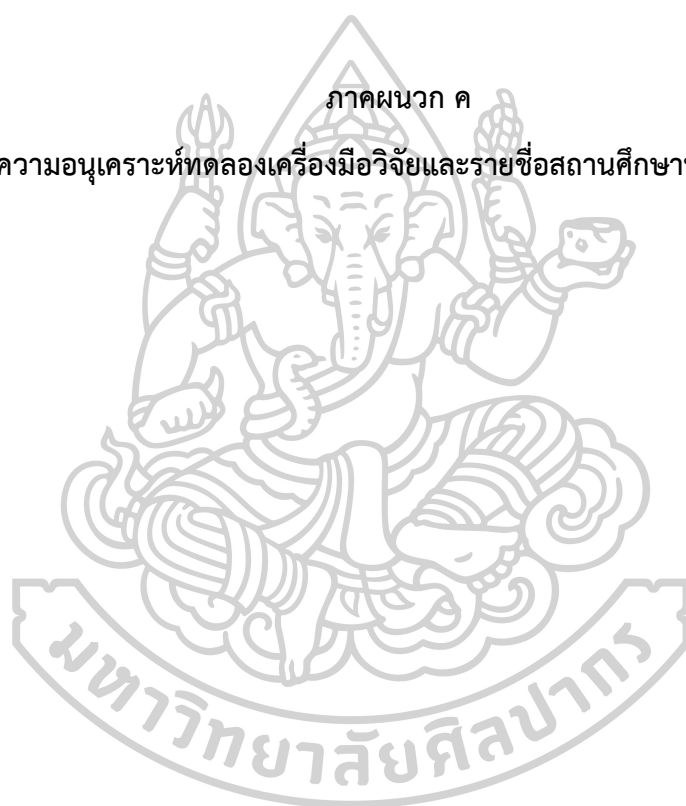 ภาคผนวก ค
ความอนุเคราะห์ทดลองเครื่องมือวิจัยและรายชื่อสถานศึกษา
มหาวิทยาลัยศิลปากร